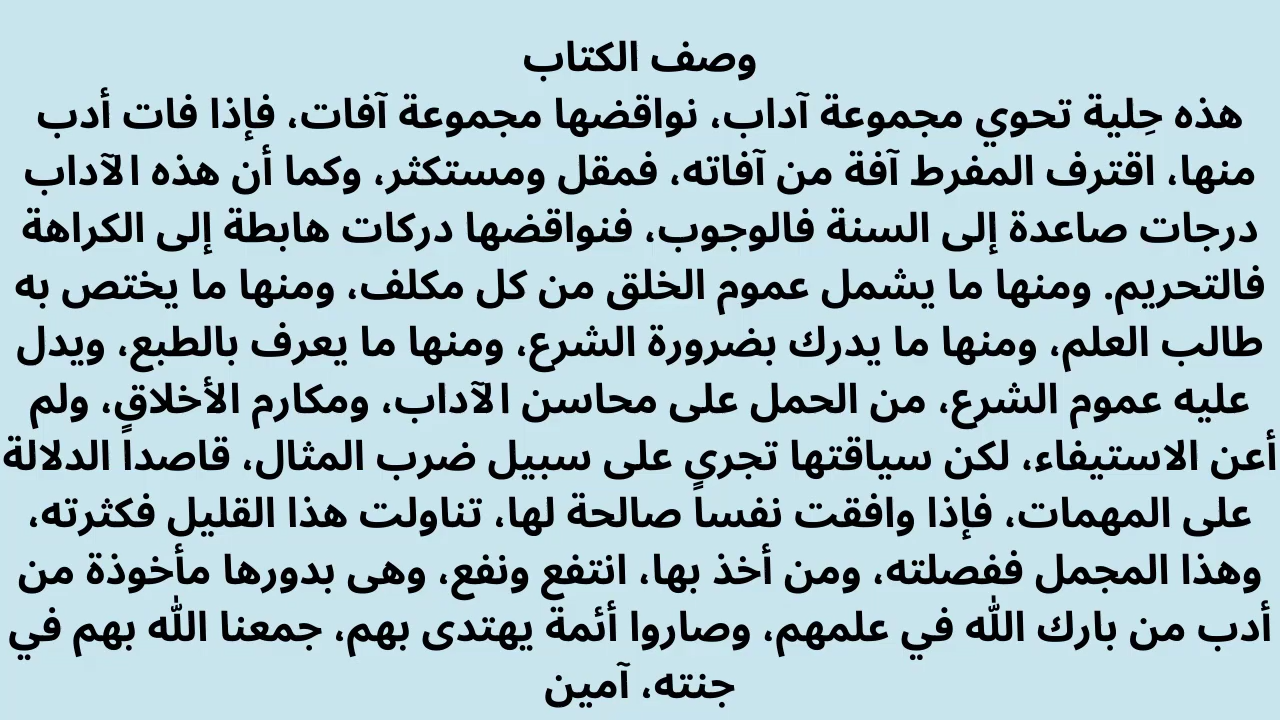 وصف الكتاب
هذه حِلية تحوي مجموعة آداب، نواقضها مجموعة آفات، فإذا فات أدب
منها، اقترف المفرط آفة من آفاته، فمقل ومستكثر، وكما أن هذه الآداب
درجات صاعدة إلى السنة فالوجوب، فنواقضها دركات هابطة إلى الكراهة
فالتحريم. ومنها ما يشمل عموم الخلق من كل مكلف، ومنها ما يختص به
طالب العلم، ومنها ما يدرك بضرورة الشرع، ومنها ما يعرف بالطبع، ويدل
عليه عموم الشرع، من الحمل على محاسن الآداب، ومكارم الأخلاق، ولم
أعن الاستيفاء، لكن سياقتها تجري على سبيل ضرب المثال، قاصداً الدلالة
على المهمات، فإذا وافقت نفساً صالحة لها، تناولت هذا القليل فكثرته،
وهذا المجمل ففصلته، ومن أخذ بها، انتفع ونفع، وهى بدورها مأخوذة من
أدب من بارك الله في علمهم، وصاروا أئمة يهتدى بهم، جمعنا الله بهم في
جنته، آمين